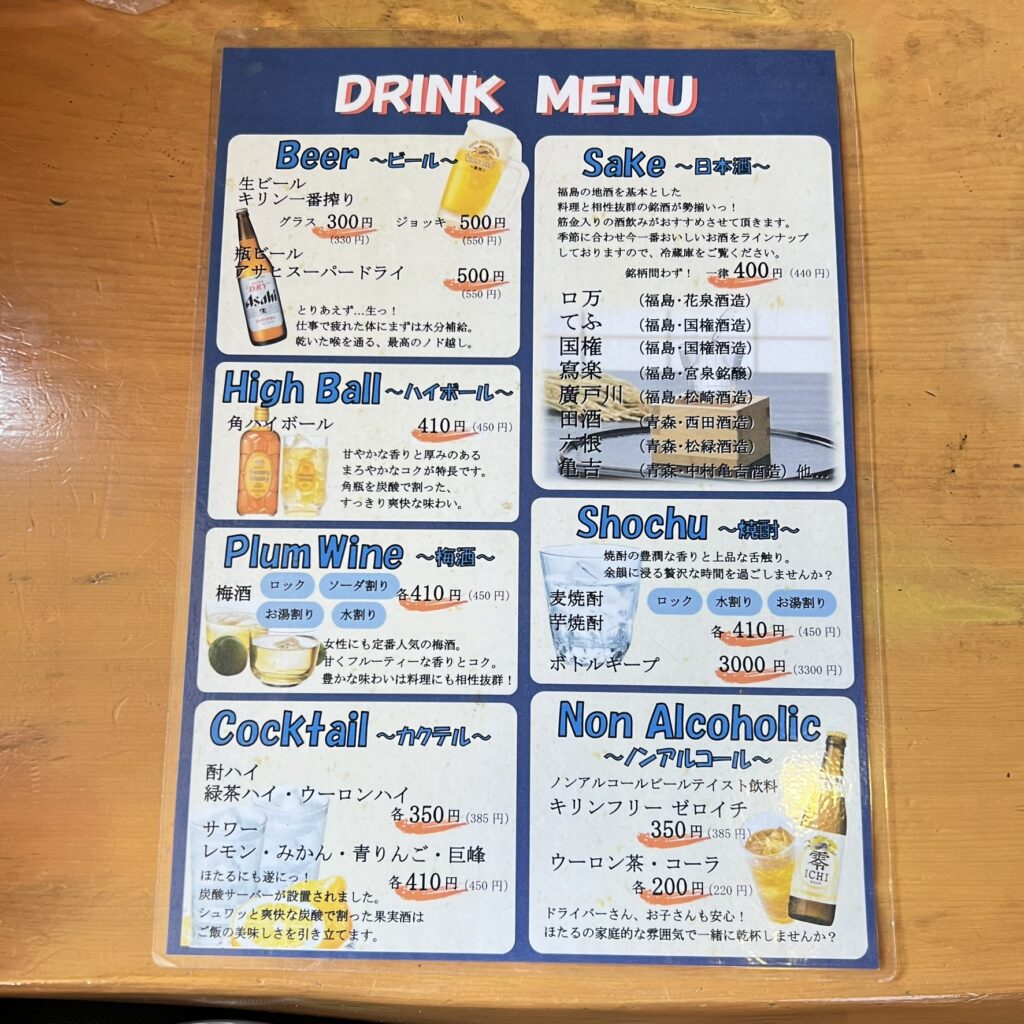 DRINK MENU
Beer ～ビール～
生ビール
キリン一番搾り
グラス 300円 ジョッキ 500円
(330円) (550円)
瓶ビール
アサヒスーパードライ
500円
(550円)
DRY
Asahi
生
とりあえず…生っ！
仕事で疲れた体にまずは水分補給。
乾いた喉を通る、最高のノド越し。
High Ball ～ハイボール～
角ハイボール 410円 (450円)
甘やかな香りと厚みのある
まろやかなコクが特長です。
角瓶を炭酸で割った、
すっきり爽快な味わい。
Plum Wine ～梅酒～
梅酒 ロック ソーダ割り 各410円 (450円)
お湯割り 水割り
女性にも定番人気の梅酒。
甘くフルーティーな香りとコク。
豊かな味わいは料理にも相性抜群！
Cocktail ～カクテル～
酎ハイ
緑茶ハイ・ウーロンハイ
各350円 (385円)
サワー
レモン・みかん・青りんご・巨峰
各410円 (450円)
ほたるにも遂にっ！
炭酸サーバーが設置されました。
シュワッと爽快な炭酸で割った果実酒は
ご飯の美味しさを引き立てます。
Sake ～日本酒～
福島の地酒を基本とした
料理と相性抜群の銘酒が勢揃いっ！
筋金入りの酒飲みがおすすめさせて頂きます。
季節に合わせ今一番おいしいお酒をラインナップ
しておりますので、冷蔵庫をご覧ください。
銘柄問わず！ 一律 400円 (440円)
ロ万 （福島・花泉酒造）
てふ （福島・国権酒造）
国権 （福島・国権酒造）
寫楽 （福島・宮泉銘醸）
廣戸川 （福島・松崎酒造）
田酒 （青森・西田酒造）
六根 （青森・松緑酒造）
亀吉 （青森・中村亀吉酒造）他…
Shochu ～焼酎～
焼酎の豊潤な香りと上品な舌触り。
余韻に浸る贅沢な時間を過ごしませんか？
麦焼酎 ロック 水割り お湯割り
芋焼酎
各 410円 (450円)
ボトルキープ 3000円 (3300円)
Non Alcoholic
～ノンアルコール～
ノンアルコールビールテイスト飲料
キリンフリー ゼロイチ
350円 (385円)
零
ICHI
ウーロン茶・コーラ
各 200円 (220円)
ドライバーさん、お子さんも安心！
ほたるの家庭的な雰囲気で一緒に乾杯しませんか？